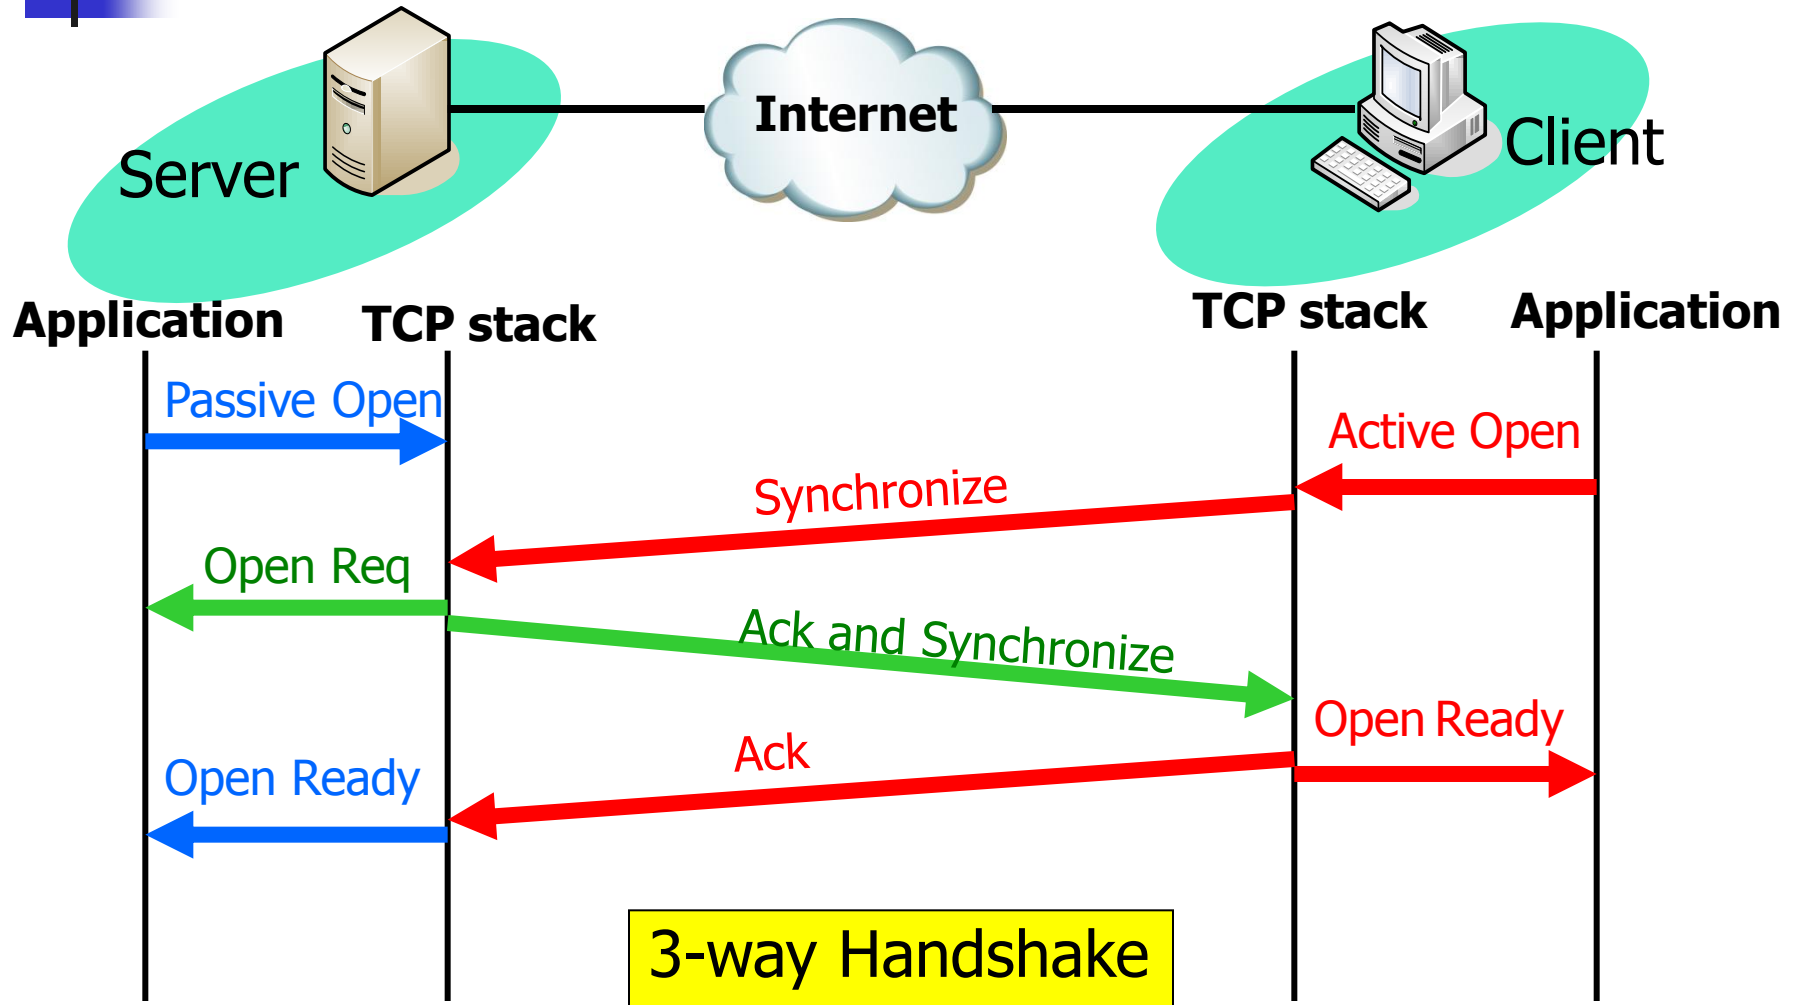 Server
Internet
Client
Application
TCP stack
TCP stack
Application
Passive Open
Active Open
Synchronize
Open Req
Ack and Synchronize
Open Ready
Ack
Open Ready
3-way Handshake